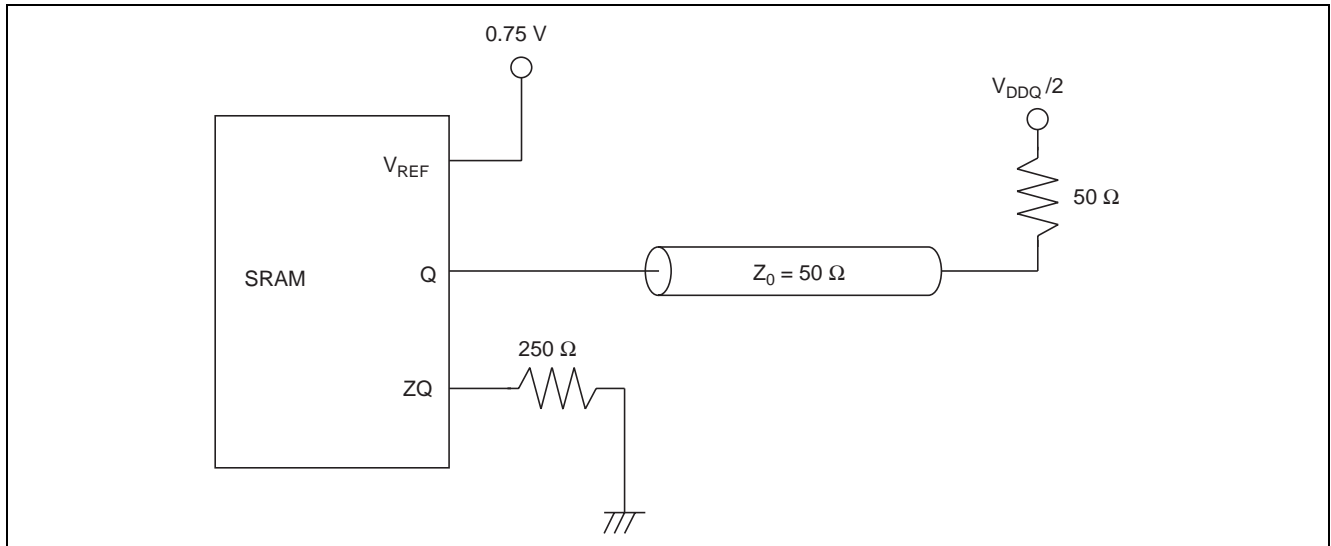 0.75 V
V_DDQ /2
V_REF
50 Ω
SRAM
Q
Z_0 = 50 Ω
250 Ω
ZQ